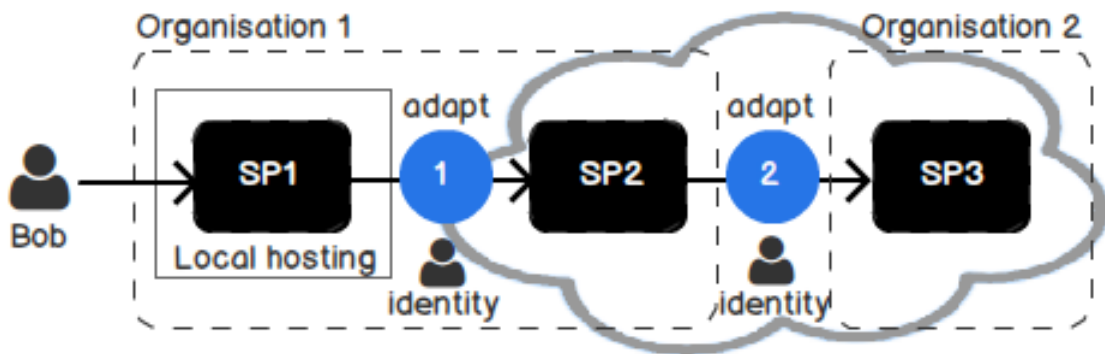 Organisation 1
Organisation 2
adapt
adapt
SP1
1
SP2
2
SP3
Bob
Local hosting
identity
identity